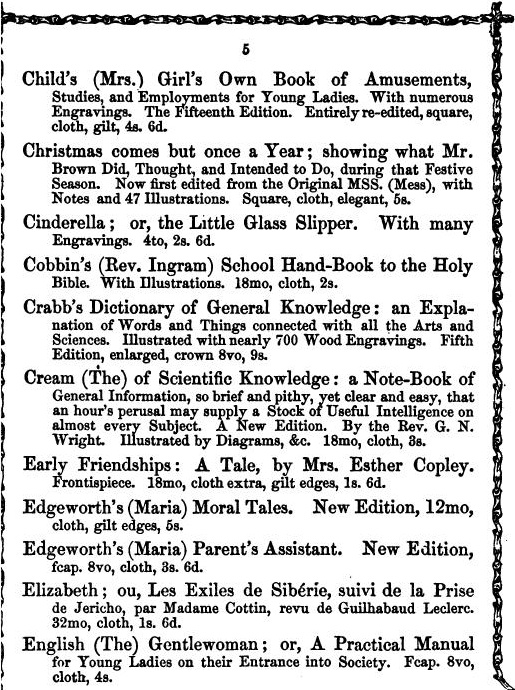 5
Child's (Mrs.) Girl's Own Book of Amusements,
Studies, and Employments for Young Ladies. With numerous
Engravings. The Fifteenth Edition. Entirely re-edited, square,
cloth, gilt, 4s. 6d.
Christmas comes but once a Year; showing what Mr.
Brown Did, Thought, and Intended to Do, during that Festive
Season. Now first edited from the Original MSS. (Mess), with
Notes and 47 Illustrations. Square, cloth, elegant, 5s.
Cinderella; or, the Little Glass Slipper. With many
Engravings. 4to, 2s. 6d.
Cobbin's (Rev. Ingram) School Hand-Book to the Holy
Bible. With Illustrations. 18mo, cloth, 2s.
Crabb's Dictionary of General Knowledge: an Expla-
nation of Words and Things connected with all the Arts and
Sciences. Illustrated with nearly 700 Wood Engravings. Fifth
Edition, enlarged, crown 8vo, 9s.
Cream (The) of Scientific Knowledge: a Note-Book of
General Information, so brief and pithy, yet clear and easy, that
an hour's perusal may supply a Stock of Useful Intelligence on
almost every Subject. A New Edition. By the Rev. G. N.
Wright. Illustrated by Diagrams, &c. 18mo, cloth, 3s.
Early Friendships: A Tale, by Mrs. Esther Copley.
Frontispiece. 18mo, cloth extra, gilt edges, 1s. 6d.
Edgeworth's (Maria) Moral Tales. New Edition, 12mo,
cloth, gilt edges, 5s.
Edgeworth's (Maria) Parent's Assistant. New Edition,
fcap. 8vo, cloth, 3s. 6d.
Elizabeth; ou, Les Exiles de Sibérie, suivi de la Prise
de Jericho, par Madame Cottin, revu de Guilhabaud Leclerc.
32mo, cloth, 1s. 6d.
English (The) Gentlewoman; or, A Practical Manual
for Young Ladies on their Entrance into Society. Fcap. 8vo,
cloth, 4s.